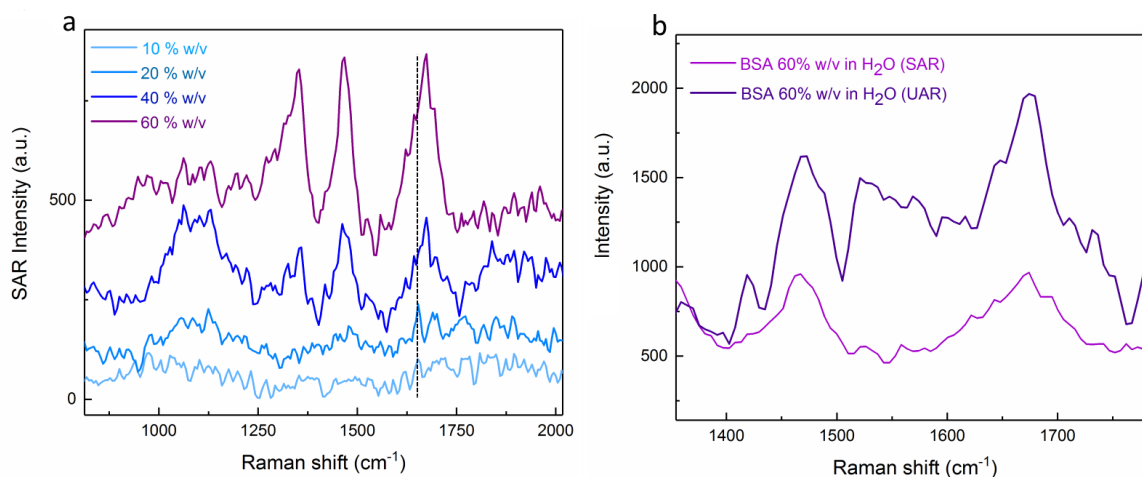 a
10 % w/v
20 % w/v
40 % w/v
60 % w/v
SAR Intensity (a.u.)
500
0
1000 1250 1500 1750 2000
Raman shift (cm⁻¹)
b
BSA 60% w/v in H₂O (SAR)
BSA 60% w/v in H₂O (UAR)
Intensity (a.u.)
2000
1500
1000
500
1400 1500 1600 1700
Raman shift (cm⁻¹)